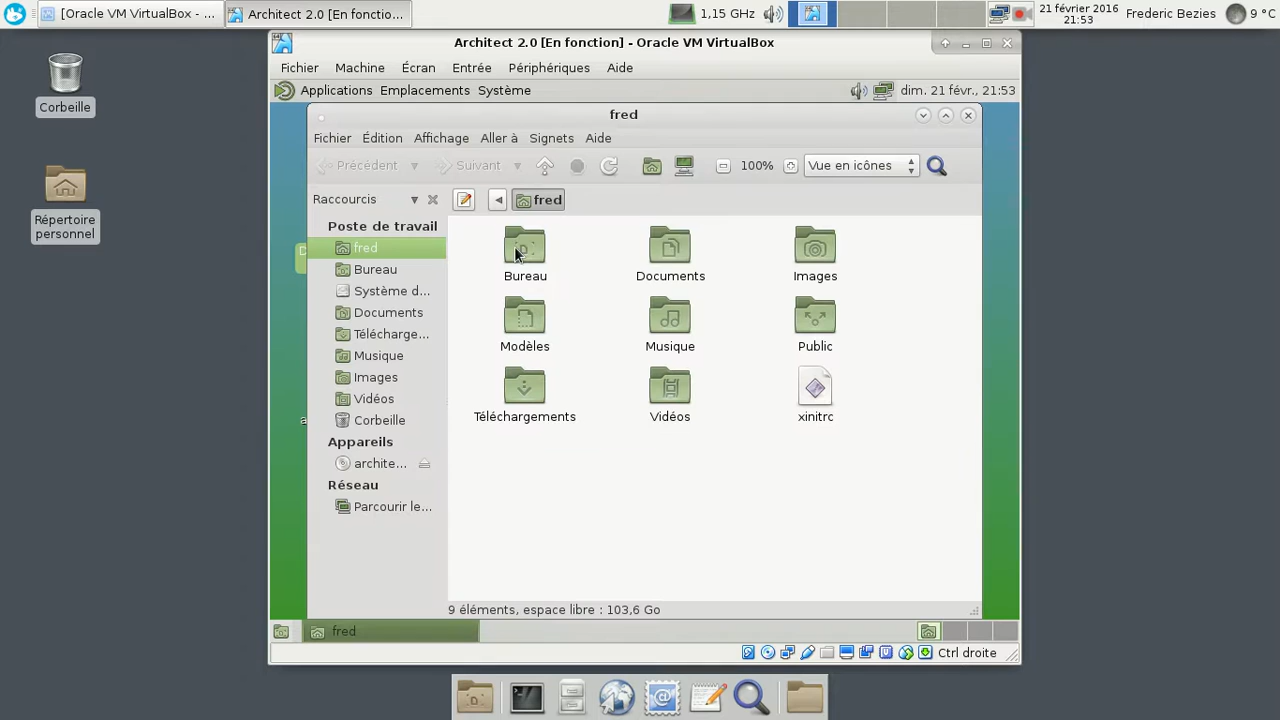 [Oracle VM VirtualBox - ...
Architect 2.0 [En fonctio...
1,15 GHz
21 février 2016
21:53
Frederic Bezies
9 °C
Corbeille
Répertoire
personnel
Architect 2.0 [En fonction] - Oracle VM VirtualBox
Fichier Machine Écran Entrée Périphériques Aide
Applications Emplacements Système
dim. 21 févr., 21:53
fred
Fichier Édition Affichage Aller à Signets Aide
Précédent Suivant 100% Vue en icônes
Raccourcis
fred
Poste de travail
fred
Bureau
Système d...
Documents
Télécharge...
Musique
Images
Vidéos
Corbeille
Appareils
archite...
Réseau
Parcourir le...
Bureau Documents Images
Modèles Musique Public
Téléchargements Vidéos xinitrc
9 éléments, espace libre : 103,6 Go
fred
Ctrl droite